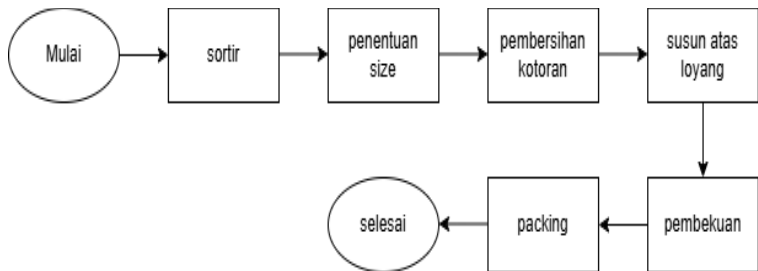 Mulai
sortir
penentuan
size
pembersihan
kotoran
susun atas
loyang
pembekuan
packing
selesai